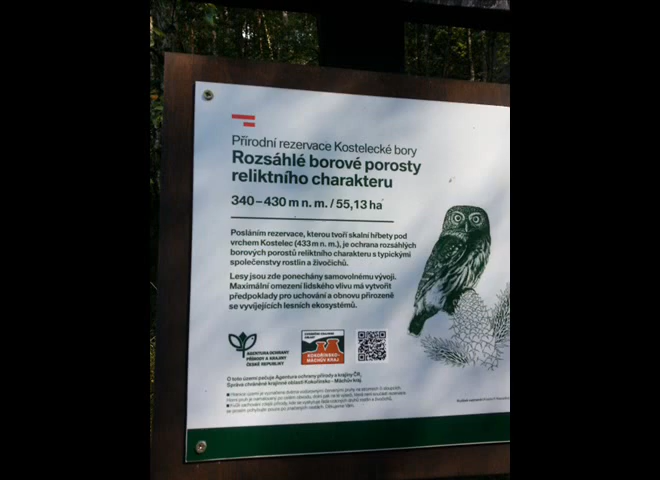 Přírodní rezervace Kostelecké bory
Rozsáhlé borové porosty
reliktního charakteru
340–430 m n. m. / 55,13 ha
Posláním rezervace, kterou tvoří skalní hřbety pod
vrchem Kostelec (433 m n. m.), je ochrana rozsáhlých
borových porostů reliktního charakteru s typickými
společenstvy rostlin a živočichů.
Lesy jsou zde ponechány samovolnému vývoji.
Maximální omezení lidského vlivu má vytvořit
předpoklady pro uchování a obnovu přirozeně
se vyvíjejících lesních ekosystémů.
AGENTURA OCHRANY
PŘÍRODY A KRAJINY
ČESKÉ REPUBLIKY
CHRÁNĚNÁ KRAJINNÁ
OBLAST
KOKOŘÍNSKO-
MÁCHŮV KRAJ
O toto území pečuje Agentura ochrany přírody a krajiny ČR,
Správa chráněné krajinné oblasti Kokořínsko – Máchův kraj.